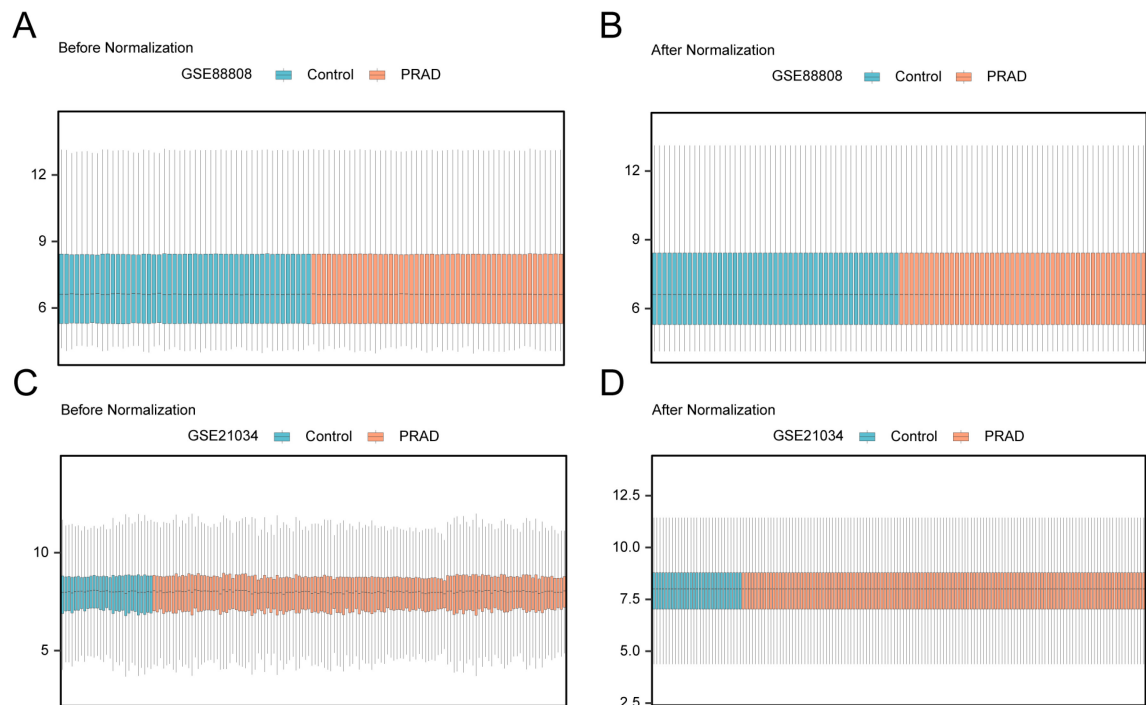 A
Before Normalization
GSE88808 Control PRAD
12
9
6
B
After Normalization
GSE88808 Control PRAD
12
9
6
C
Before Normalization
GSE21034 Control PRAD
10
5
D
After Normalization
GSE21034 Control PRAD
12.5
10.0
7.5
5.0
2.5